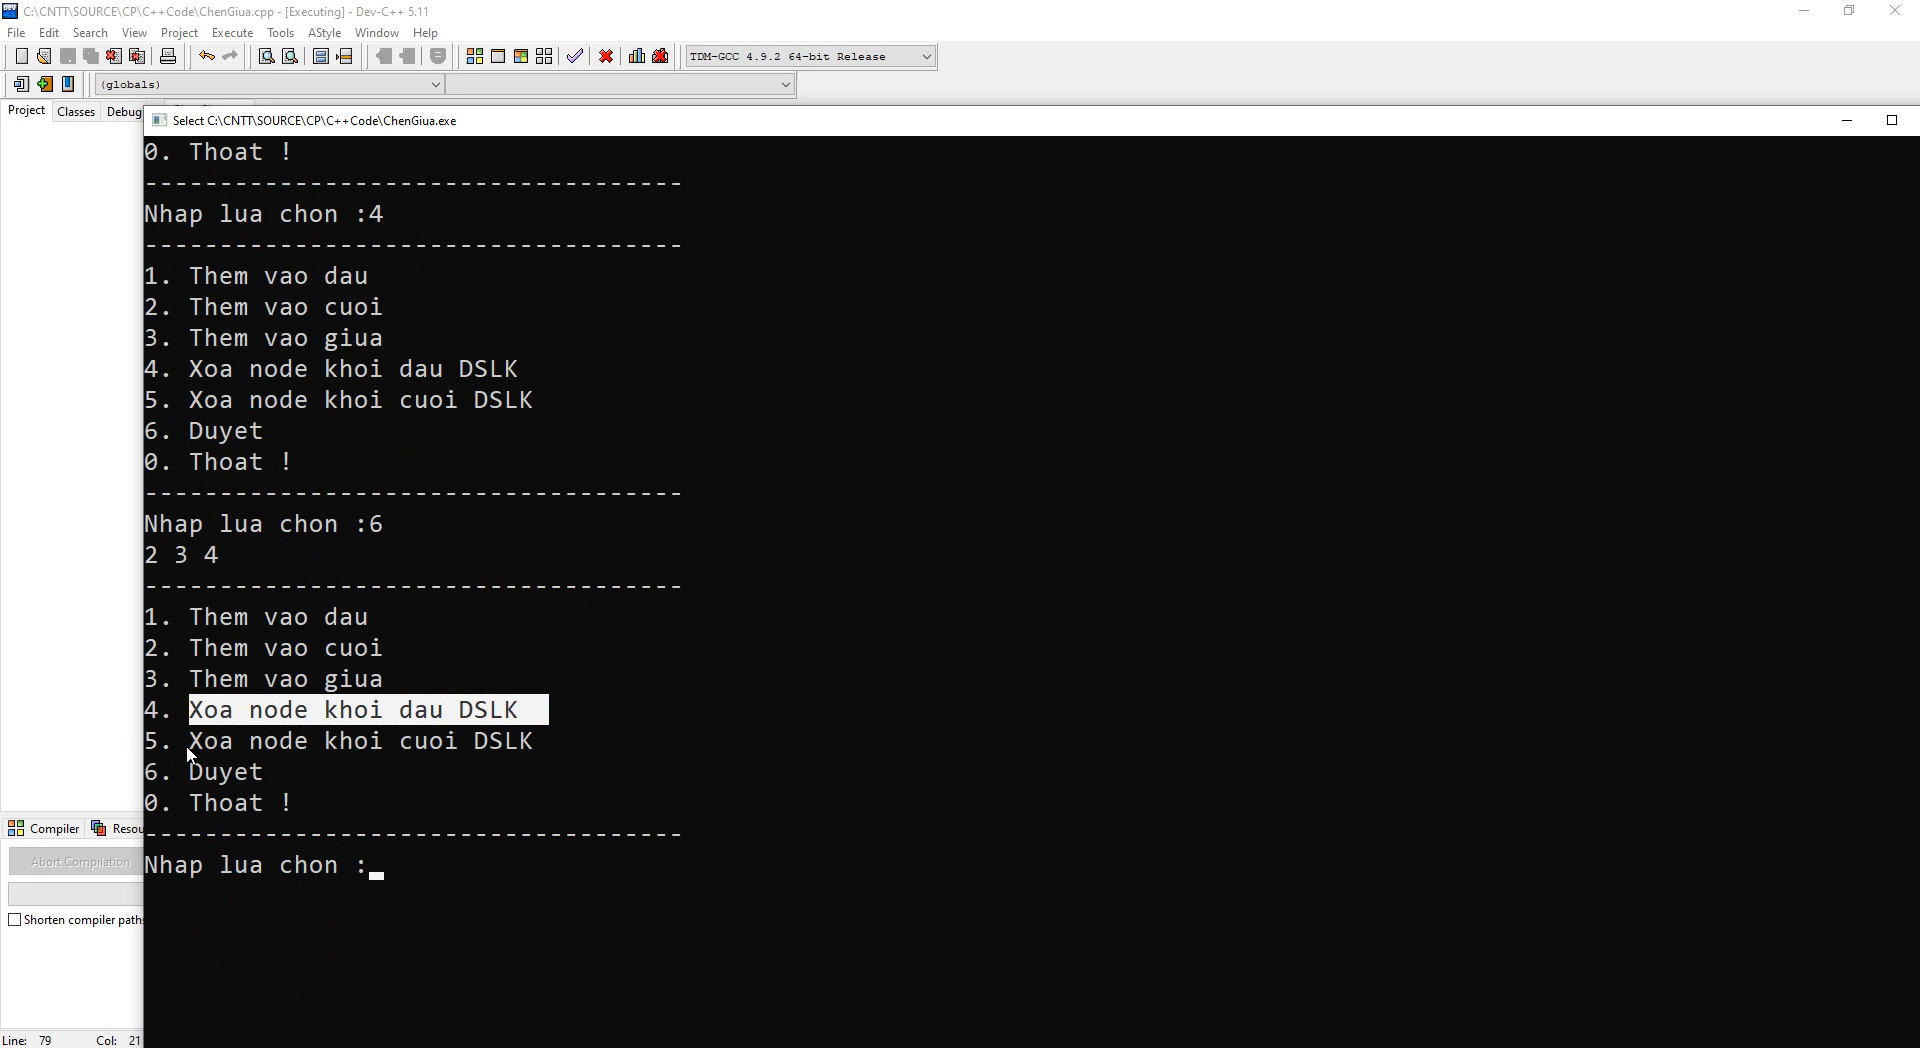 C:\CNTT\SOURCE\CP\C++Code\ChenGiua.cpp - [Executing] - Dev-C++ 5.11
File Edit Search View Project Execute Tools AStyle Window Help
TDM-GCC 4.9.2 64-bit Release
(globals)
Project Classes Debug
Select C:\CNTT\SOURCE\CP\C++Code\ChenGiua.exe
0. Thoat !
------------------------------------
Nhap lua chon :4
------------------------------------
1. Them vao dau
2. Them vao cuoi
3. Them vao giua
4. Xoa node khoi dau DSLK
5. Xoa node khoi cuoi DSLK
6. Duyet
0. Thoat !
------------------------------------
Nhap lua chon :6
2 3 4
------------------------------------
1. Them vao dau
2. Them vao cuoi
3. Them vao giua
4. Xoa node khoi dau DSLK
5. Xoa node khoi cuoi DSLK
6. Duyet
0. Thoat !
------------------------------------
Nhap lua chon :
Compiler Resou
Abort Compilation
Shorten compiler paths
Line: 79 Col: 21